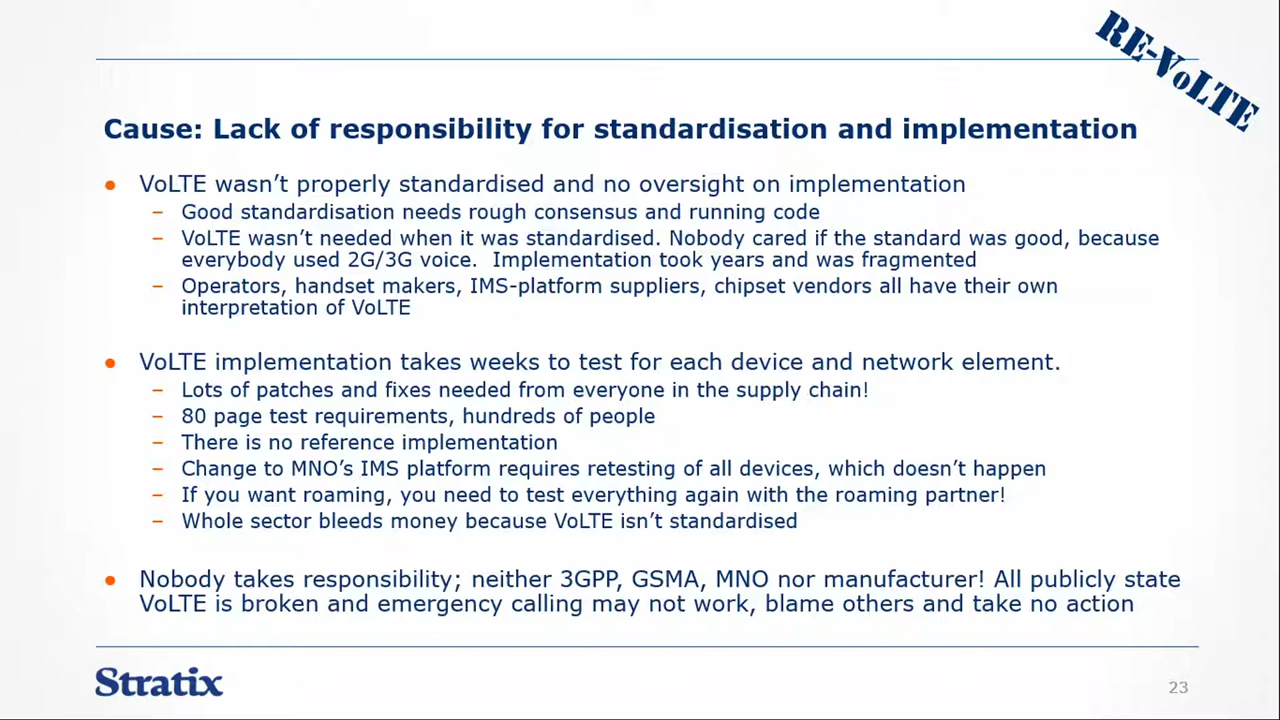 RE-VoLTE
Cause: Lack of responsibility for standardisation and implementation
• VoLTE wasn't properly standardised and no oversight on implementation
– Good standardisation needs rough consensus and running code
– VoLTE wasn't needed when it was standardised. Nobody cared if the standard was good, because
everybody used 2G/3G voice.  Implementation took years and was fragmented
– Operators, handset makers, IMS-platform suppliers, chipset vendors all have their own
interpretation of VoLTE
• VoLTE implementation takes weeks to test for each device and network element.
– Lots of patches and fixes needed from everyone in the supply chain!
– 80 page test requirements, hundreds of people
– There is no reference implementation
– Change to MNO's IMS platform requires retesting of all devices, which doesn't happen
– If you want roaming, you need to test everything again with the roaming partner!
– Whole sector bleeds money because VoLTE isn't standardised
• Nobody takes responsibility; neither 3GPP, GSMA, MNO nor manufacturer! All publicly state
VoLTE is broken and emergency calling may not work, blame others and take no action
Stratix
23